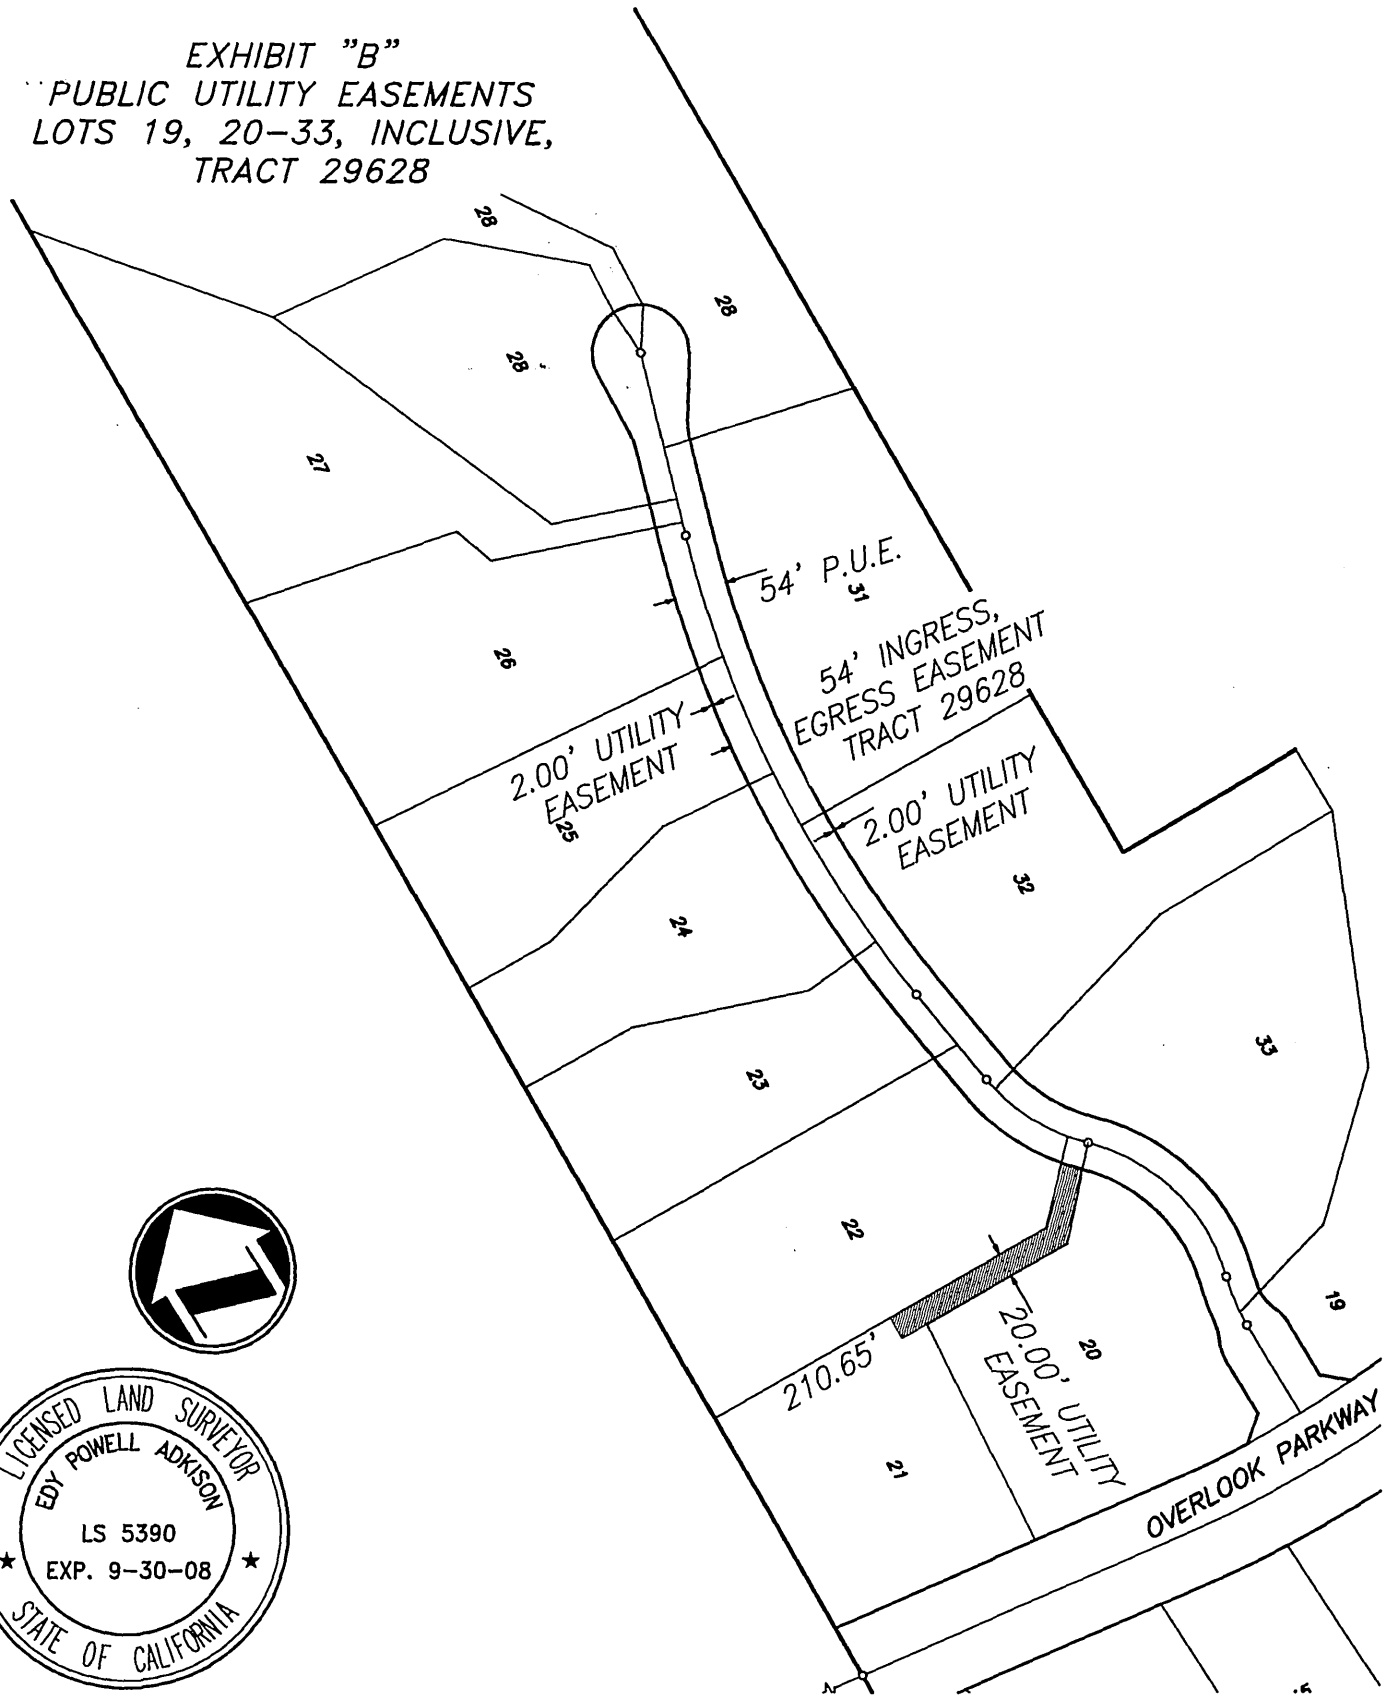 EXHIBIT "B"
PUBLIC UTILITY EASEMENTS
LOTS 19, 20-33, INCLUSIVE,
TRACT 29628
28
28
28
27
54' P.U.E.
31
26
54' INGRESS,
EGRESS EASEMENT
TRACT 29628
2.00' UTILITY
EASEMENT
25
2.00' UTILITY
EASEMENT
32
24
33
23
22
19
20
20.00' UTILITY
EASEMENT
210.65'
21
OVERLOOK PARKWAY
LICENSED LAND SURVEYOR
EDY POWELL ADKISON
LS 5390
EXP. 9-30-08
STATE OF CALIFORNIA